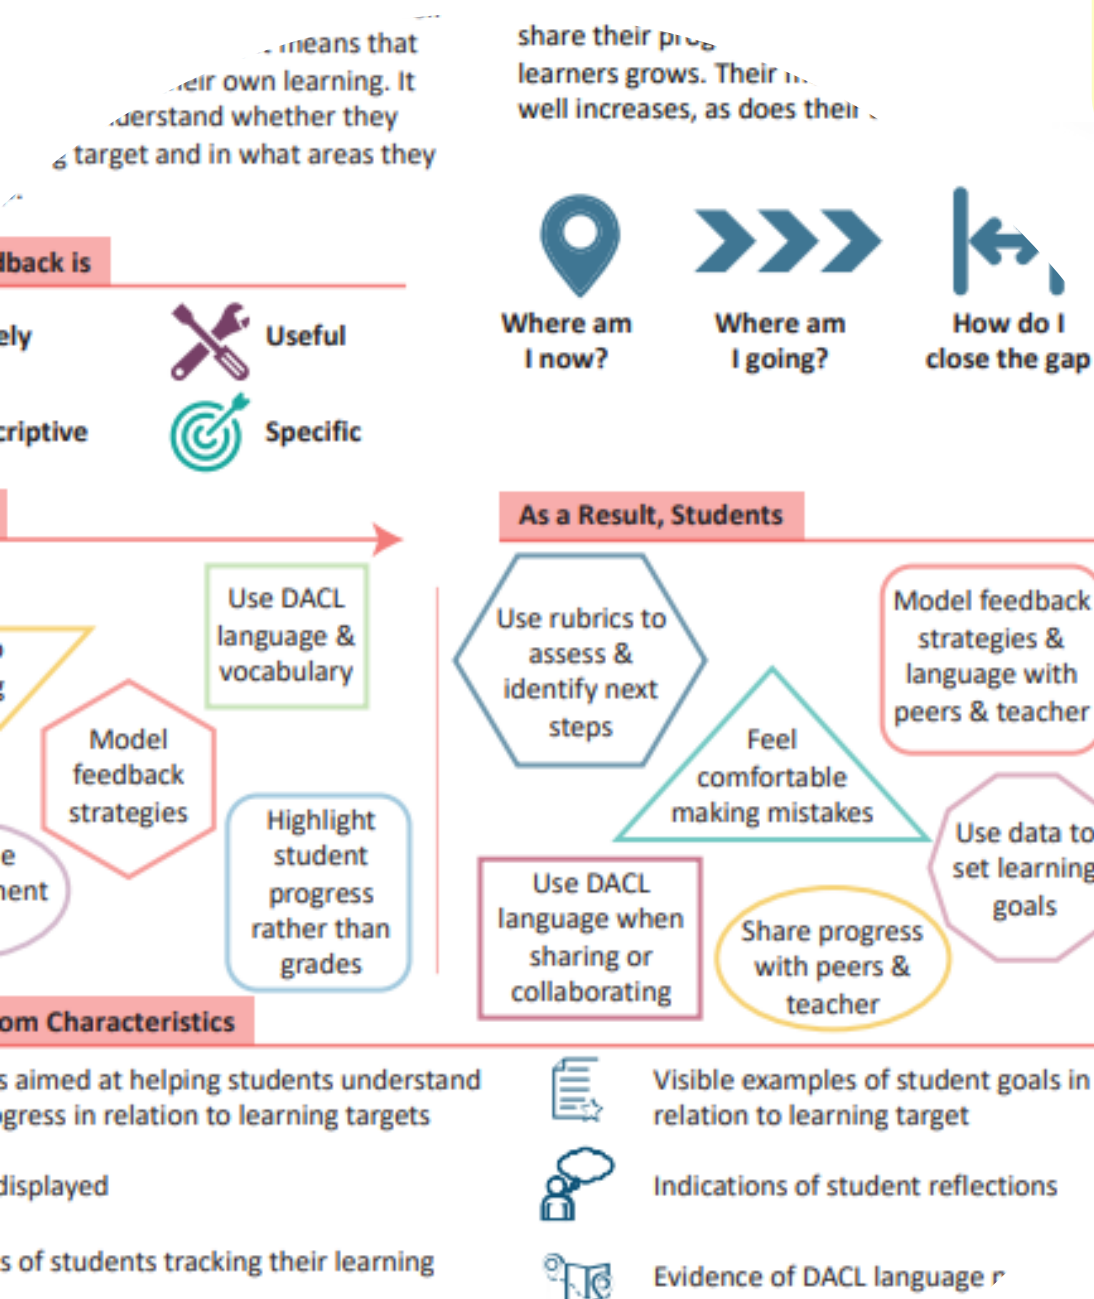 means that
own learning. It
whether they
target and in what areas they
share their
learners grows. Their
well increases, as does their
is
Useful
Specific
Where am
I now?
Where am
I going?
How do I
close the gap
As a Result, Students
Use DACL
language &
vocabulary
Model
feedback
strategies
Highlight
student
progress
rather than
grades
Use rubrics to
assess &
identify next
steps
Feel
comfortable
making mistakes
Model feedback
strategies &
language with
peers & teacher
Use data to
set learning
goals
Use DACL
language when
sharing or
collaborating
Share progress
with peers &
teacher
Characteristics
aimed at helping students understand
in relation to learning targets
displayed
of students tracking their learning
Visible examples of student goals in
relation to learning target
Indications of student reflections
Evidence of DACL language